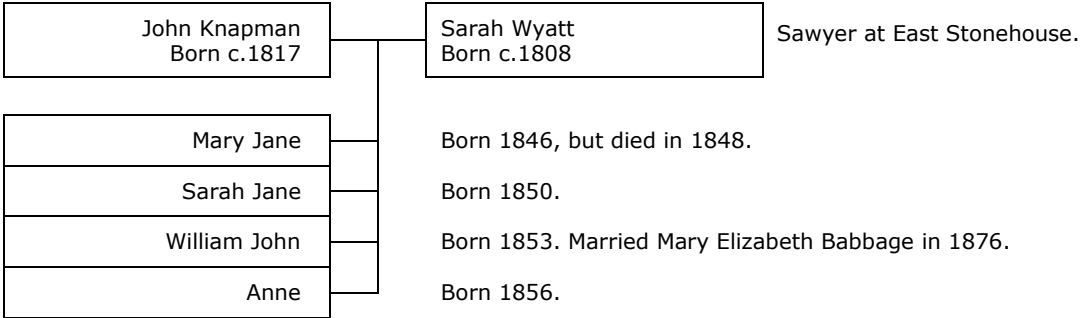 John Knapman
Born c.1817
Sarah Wyatt
Born c.1808
Sawyer at East Stonehouse.
Mary Jane
Born 1846, but died in 1848.
Sarah Jane
Born 1850.
William John
Born 1853. Married Mary Elizabeth Babbage in 1876.
Anne
Born 1856.